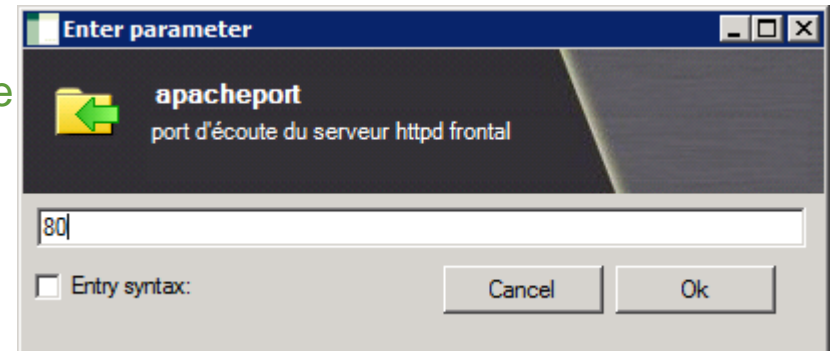 Enter parameter
e
apacheport
port d'écoute du serveur httpd frontal
80
Entry syntax:
Cancel
Ok